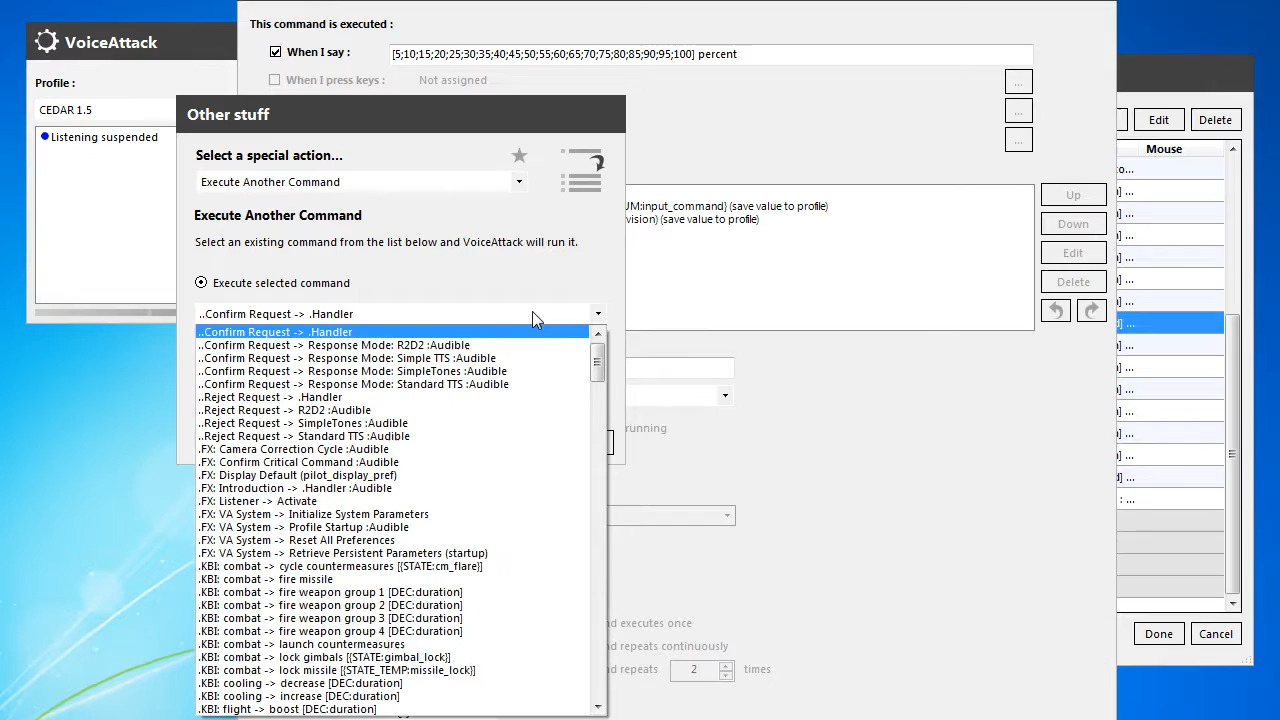 This command is executed :
VoiceAttack
When I say :
[5;10;15;20;25;30;35;40;45;50;55;60;65;70;75;80;85;90;95;100] percent
When I press keys :
Not assigned
...
Profile :
CEDAR 1.5
Listening suspended
Other stuff
...
...
Edit
Delete
Select a special action...
Mouse
Execute Another Command
Execute Another Command
Select an existing command from the list below and VoiceAttack will run it.
UM:input_command} (save value to profile)
vision) (save value to profile)
Up
Down
Edit
Delete
Execute selected command
..Confirm Request -> .Handler
..Confirm Request -> .Handler
..Confirm Request -> Response Mode: R2D2 :Audible
..Confirm Request -> Response Mode: Simple TTS :Audible
..Confirm Request -> Response Mode: SimpleTones :Audible
..Confirm Request -> Response Mode: Standard TTS :Audible
..Reject Request -> .Handler
..Reject Request -> R2D2 :Audible
..Reject Request -> SimpleTones :Audible
..Reject Request -> Standard TTS :Audible
.FX: Camera Correction Cycle :Audible
.FX: Confirm Critical Command :Audible
.FX: Display Default (pilot_display_pref)
.FX: Introduction -> .Handler :Audible
.FX: Listener -> Activate
.FX: VA System -> Initialize System Parameters
.FX: VA System -> Profile Startup :Audible
.FX: VA System -> Reset All Preferences
.FX: VA System -> Retrieve Persistent Parameters (startup)
.KBI: combat -> cycle countermeasures [{STATE:cm_flare}]
.KBI: combat -> fire missile
.KBI: combat -> fire weapon group 1 [DEC:duration]
.KBI: combat -> fire weapon group 2 [DEC:duration]
.KBI: combat -> fire weapon group 3 [DEC:duration]
.KBI: combat -> fire weapon group 4 [DEC:duration]
.KBI: combat -> launch countermeasures
.KBI: combat -> lock gimbals [{STATE:gimbal_lock}]
.KBI: combat -> lock missile [{STATE_TEMP:missile_lock}]
.KBI: cooling -> decrease [DEC:duration]
.KBI: cooling -> increase [DEC:duration]
.KBI: flight -> boost [DEC:duration]
running
d executes once
d repeats continuously
d repeats
2
times
Done
Cancel